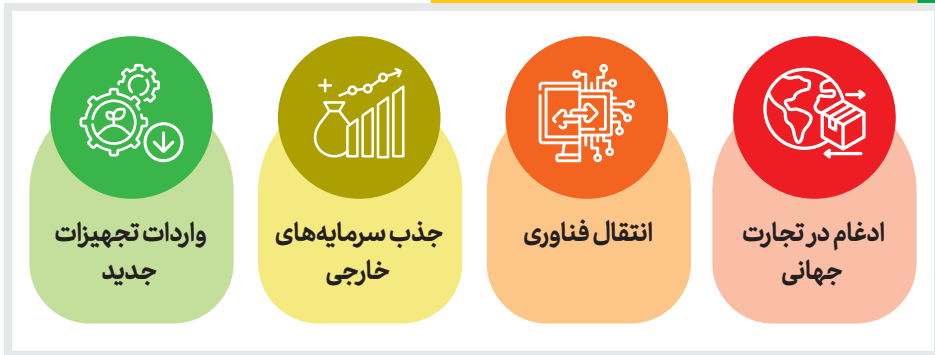 ادغام در تجارت
جهانی
انتقال فناوری
جذب سرمایه‌های
خارجی
واردات تجهیزات
جدید